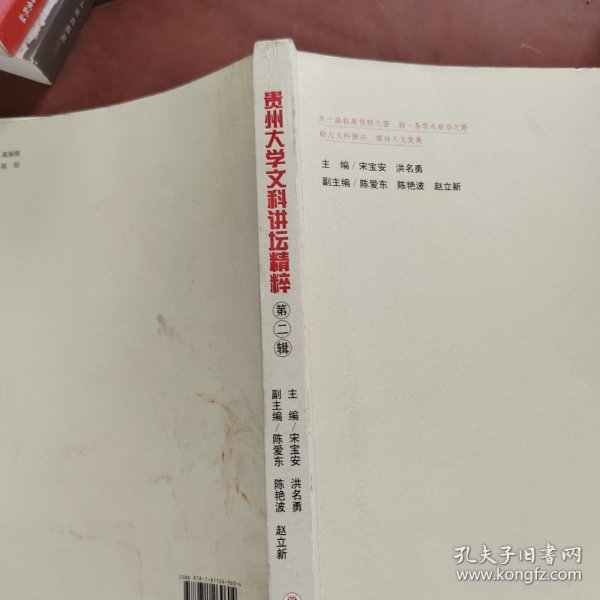 贵州大学文科讲坛精粹
第二辑
主 编/宋宝安 洪名勇
副主编/陈爱东 陈艳波 赵立新
开一扇拓展视野之窗 指一条学术前沿之路
助力文科振兴 推动人文发展
主 编/宋宝安 洪名勇
副主编/陈爱东 陈艳波 赵立新
孔夫子旧书网
www.kongfz.com